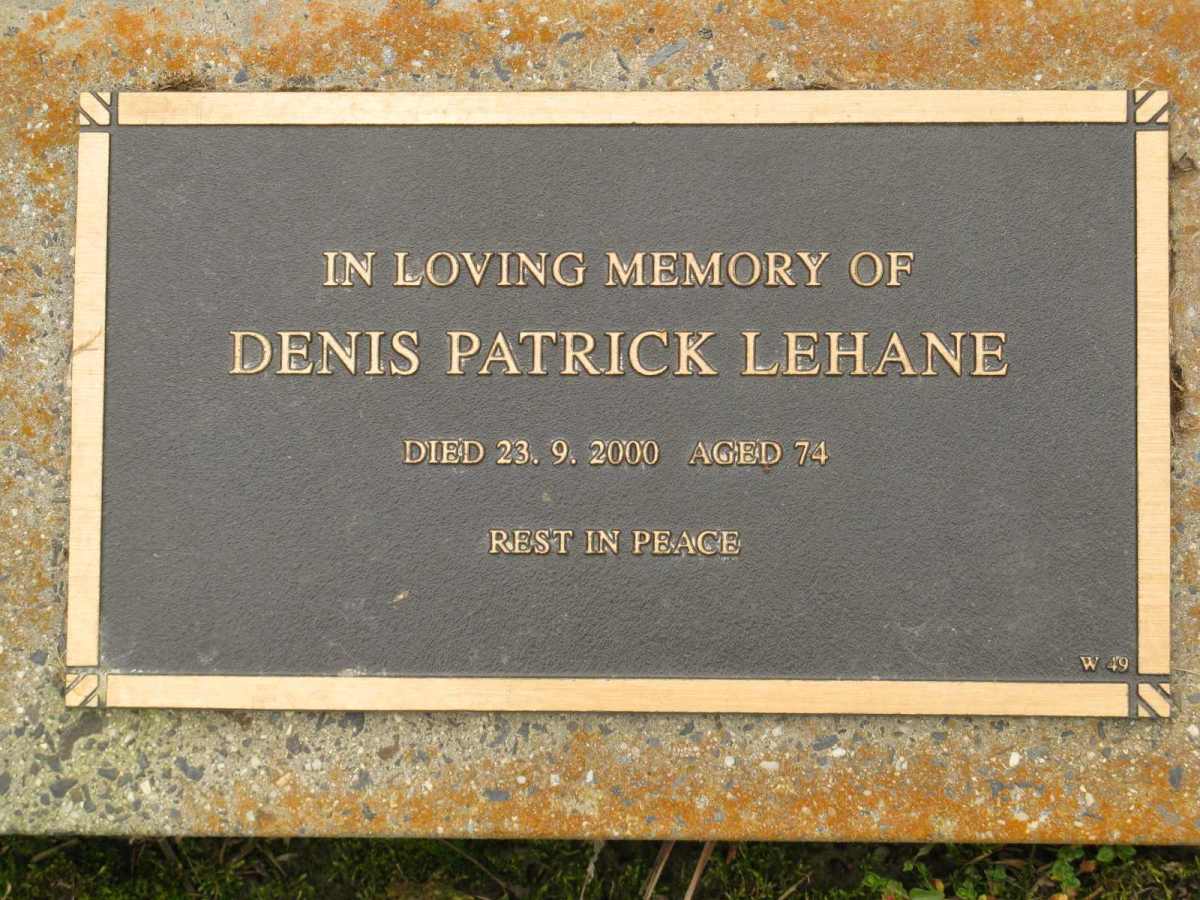 IN LOVING MEMORY OF
DENIS PATRICK LEHANE
DIED 23. 9. 2000 AGED 74
REST IN PEACE
W 49